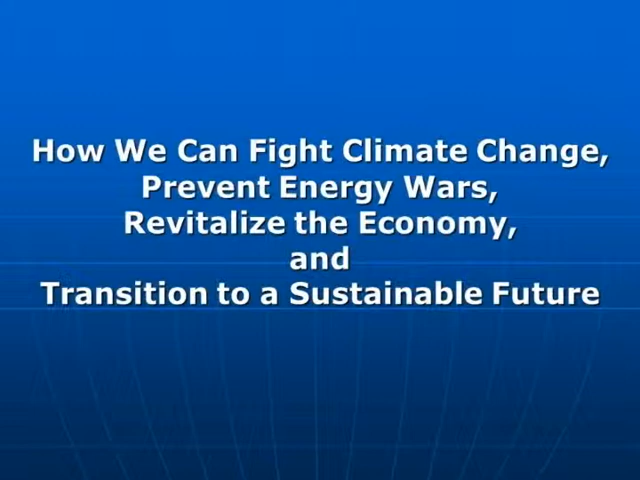 How We Can Fight Climate Change,
Prevent Energy Wars,
Revitalize the Economy,
and
Transition to a Sustainable Future